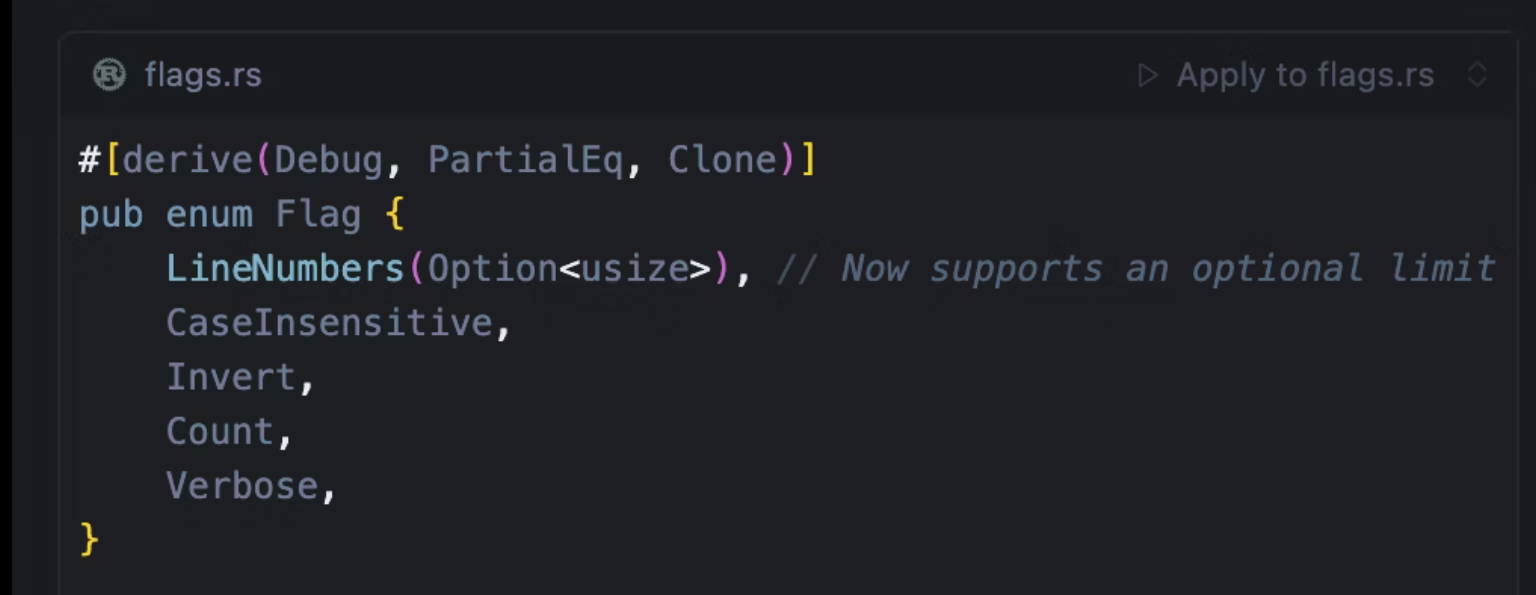 flags.rs Apply to flags.rs
#[derive(Debug, PartialEq, Clone)]
pub enum Flag {
    LineNumbers(Option<usize>), // Now supports an optional limit
    CaseInsensitive,
    Invert,
    Count,
    Verbose,
}